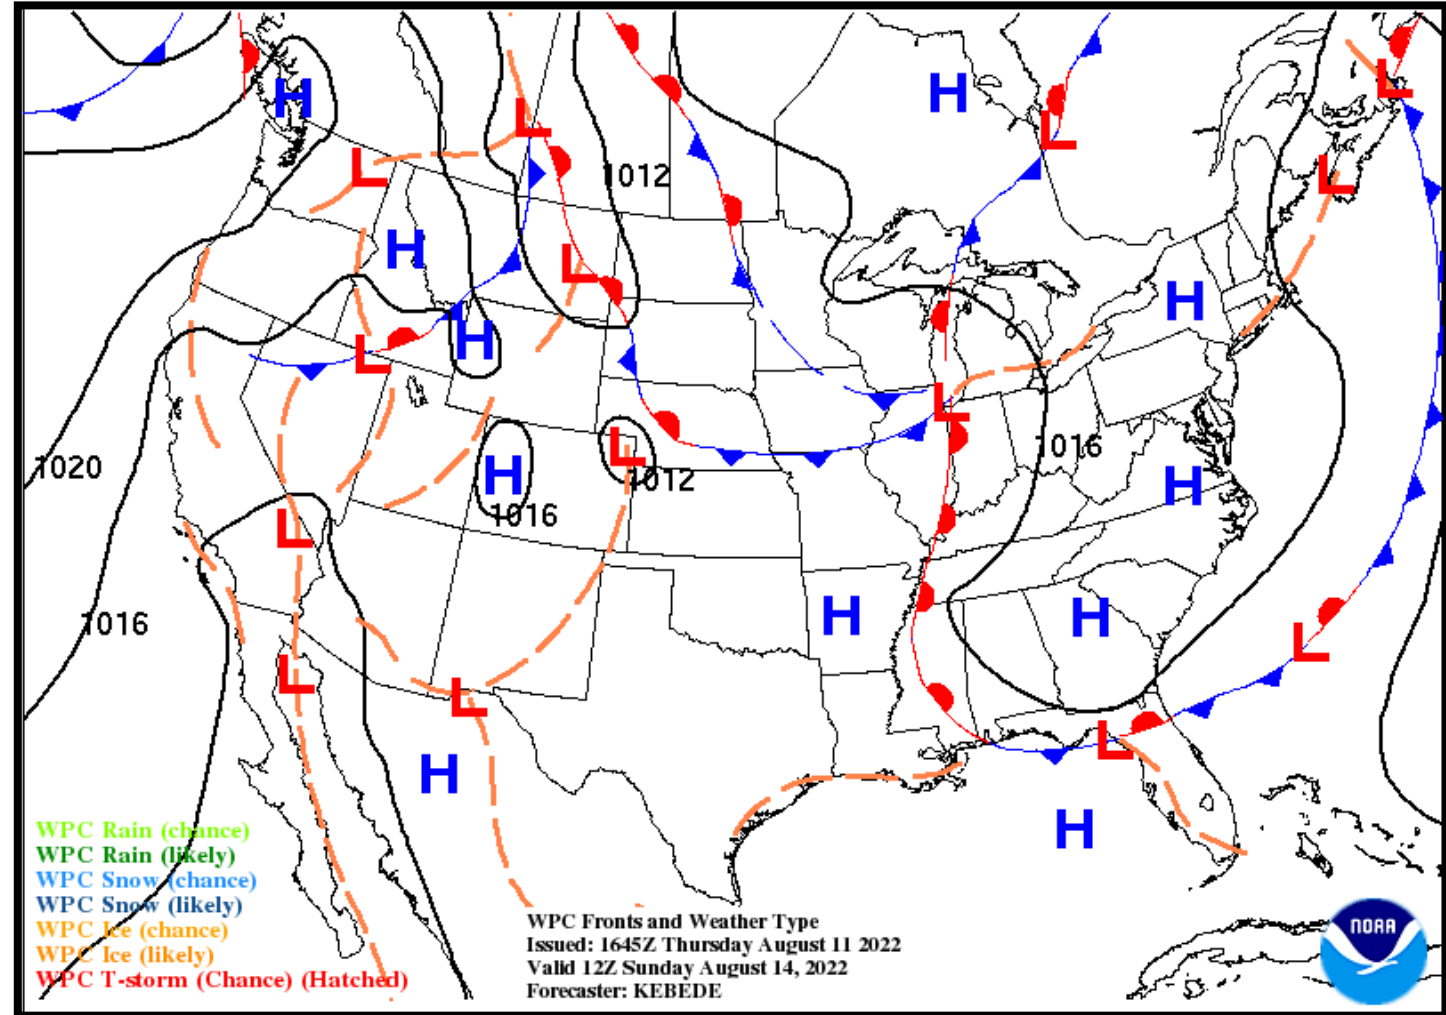 H
H
L
L
L
H
L
1012
L
H
L
H
H
L
L
1020
H
L
1012
1016
L
1016
H
L
H
H
1016
L
L
L
L
H
H
WPC Rain (chance)
WPC Rain (likely)
WPC Snow (chance)
WPC Snow (likely)
WPC Ice (chance)
WPC Ice (likely)
WPC T-storm (Chance) (Hatched)
WPC Fronts and Weather Type
Issued: 1645Z Thursday August 11 2022
Valid 12Z Sunday August 14, 2022
Forecaster: KEBEDE
NOAA